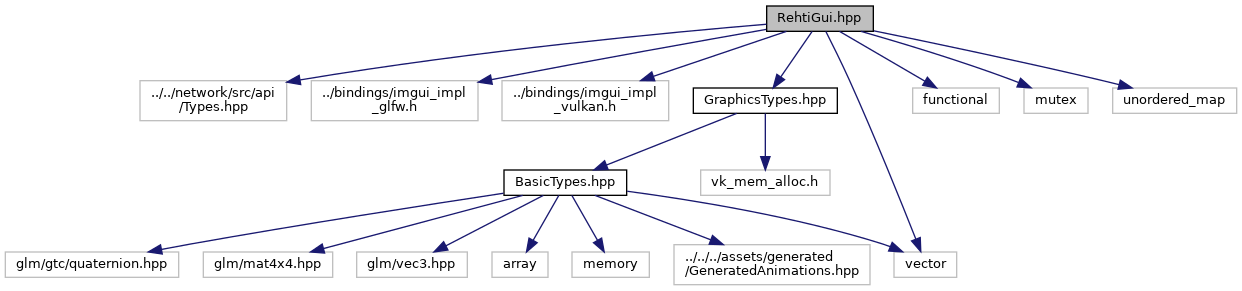 RehtiGui.hpp
../../network/src/api
/Types.hpp
../bindings/imgui_impl
_glfw.h
../bindings/imgui_impl
_vulkan.h
GraphicsTypes.hpp
functional
mutex
unordered_map
BasicTypes.hpp
vk_mem_alloc.h
glm/gtc/quaternion.hpp
glm/mat4x4.hpp
glm/vec3.hpp
array
memory
../../../assets/generated
/GeneratedAnimations.hpp
vector